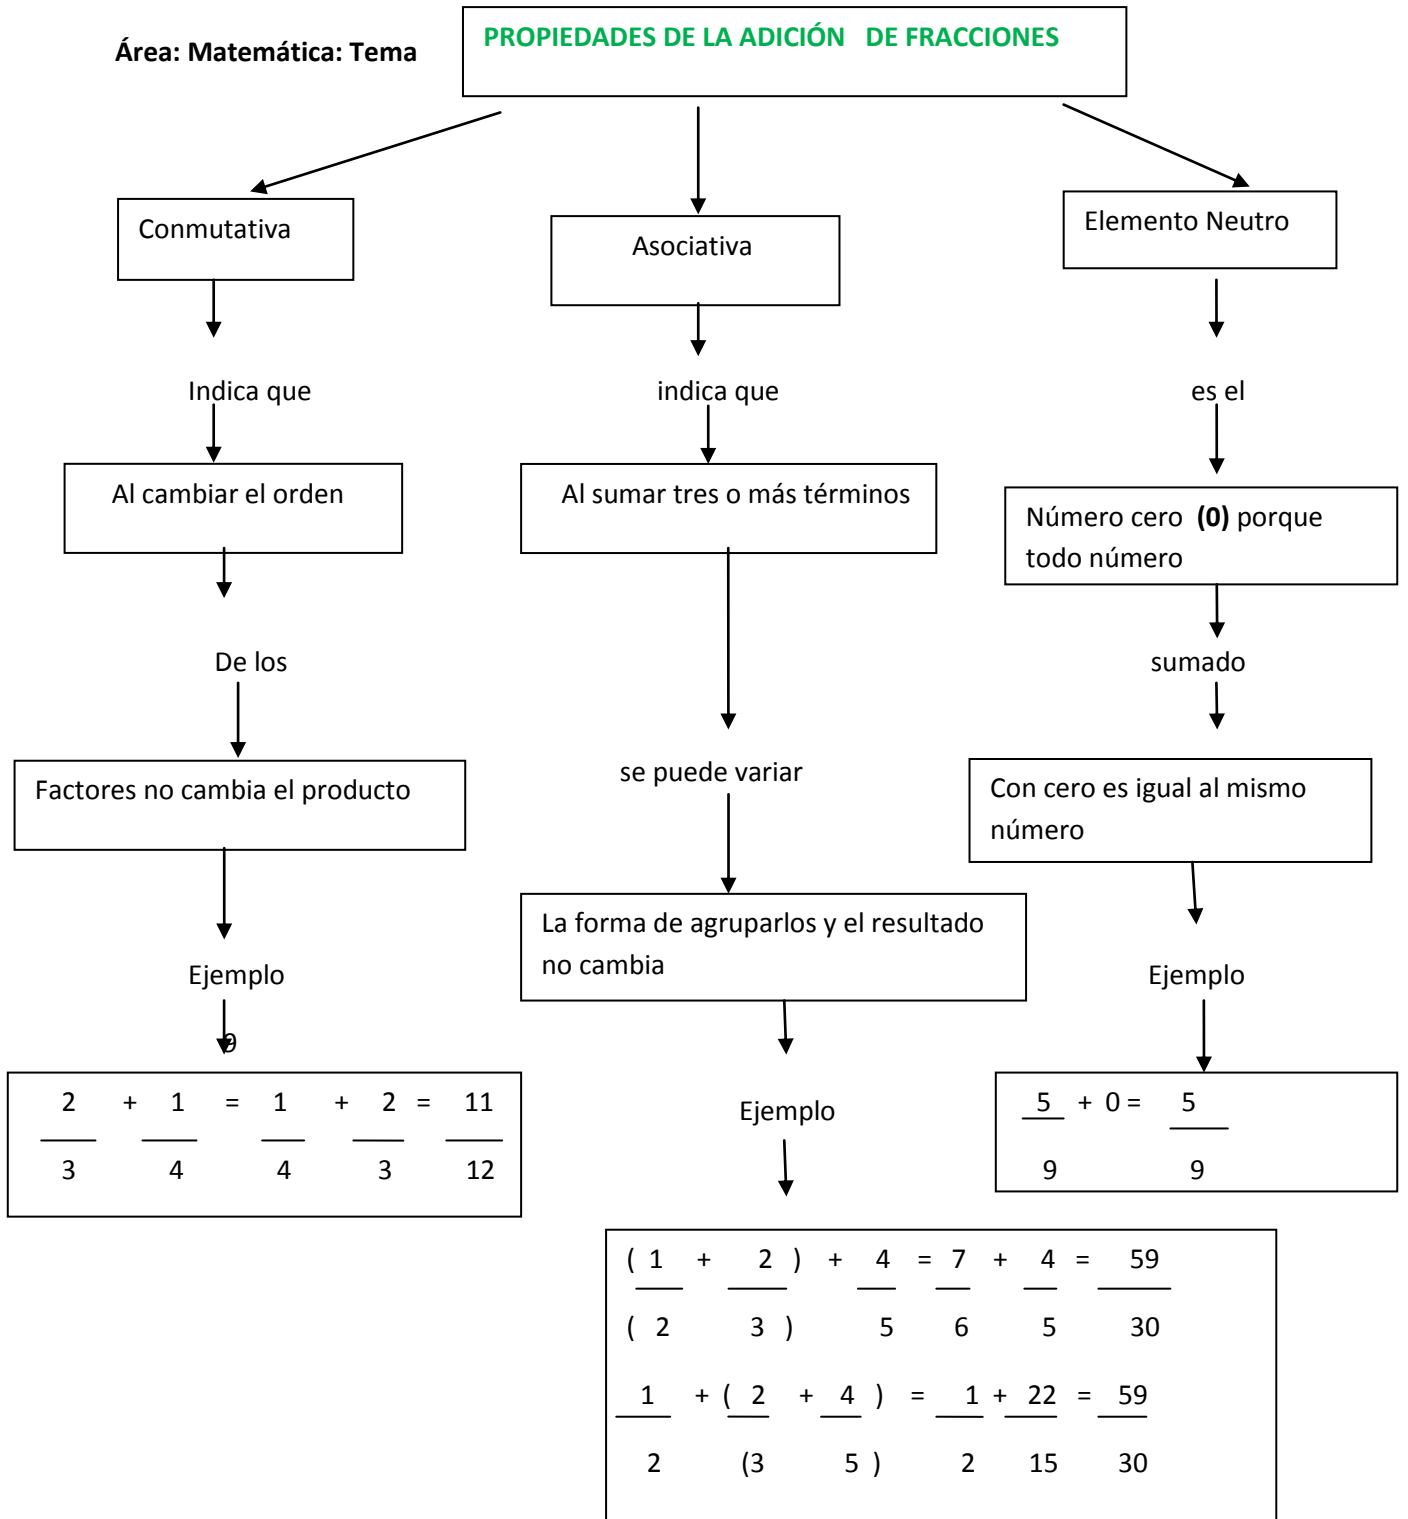 Área: Matemática: Tema
PROPIEDADES DE LA ADICIÓN DE FRACCIONES
Conmutativa
Asociativa
Elemento Neutro
Indica que
indica que
es el
Al cambiar el orden
Al sumar tres o más términos
Número cero (0) porque
todo número
De los
sumado
Factores no cambia el producto
se puede variar
Con cero es igual al mismo
número
La forma de agruparlos y el resultado
no cambia
Ejemplo
Ejemplo
9
2 + 1 = 1 + 2 = 11
3 4 4 3 12
Ejemplo
5 + 0 = 5
9 9
( 1 + 2 ) + 4 = 7 + 4 = 59
( 2 3 ) 5 6 5 30
1 + ( 2 + 4 ) = 1 + 22 = 59
2 (3 5 ) 2 15 30